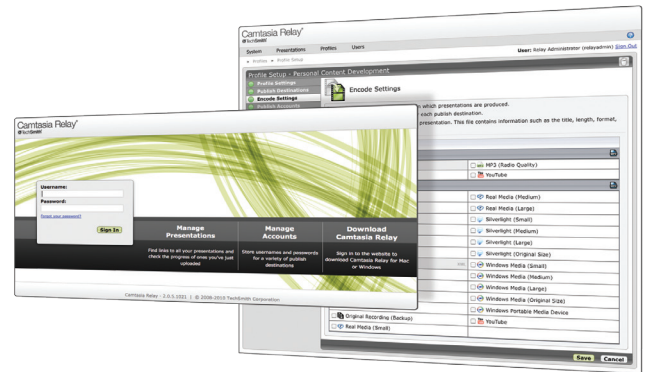 Camtasia Relay
TechSmith
System Presentations Profiles Users
User: Relay Administrator (relayadmin) Sign Out
Profiles Profile Setup
Profile Setup - Personal Content Development
Profile Settings
Publish Destinations
Encode Settings
Publish Accounts
Encode Settings
n which presentations are produced.
each publish destination.
presentation. This file contains information such as the title, length, format,
MP3 (Radio Quality)
YouTube
Real Media (Medium)
Real Media (Large)
Silverlight (Small)
Silverlight (Medium)
Silverlight (Large)
Silverlight (Original Size)
Windows Media (Small)
Windows Media (Medium)
Windows Media (Large)
Windows Media (Original Size)
Windows Portable Media Device
Original Recording (Backup)
YouTube
Real Media (Small)
Save Cancel
Camtasia Relay
TechSmith
Username:
Password:
Forgot your password?
Sign In
Manage Presentations
Find links to all your presentations and
check the progress of ones you've just
uploaded
Manage Accounts
Store usernames and passwords
for a variety of publish
destinations
Download Camtasia Relay
Sign in to the website to
download Camtasia Relay for Mac
or Windows
Camtasia Relay - 2.0.5.1021 | © 2008-2010 TechSmith Corporation